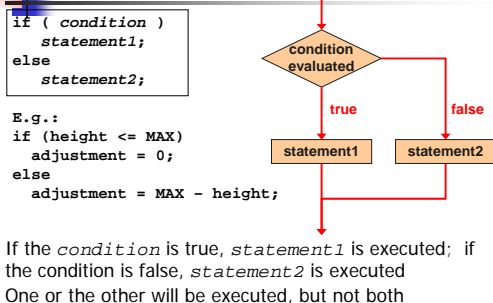 if ( condition )
statement1;
else
statement2;
E.g.:
if (height <= MAX)
adjustment = 0;
else
adjustment = MAX – height;
condition
evaluated
true
false
statement1
statement2
If the condition is true, statement1 is executed; if
the condition is false, statement2 is executed
One or the other will be executed, but not both